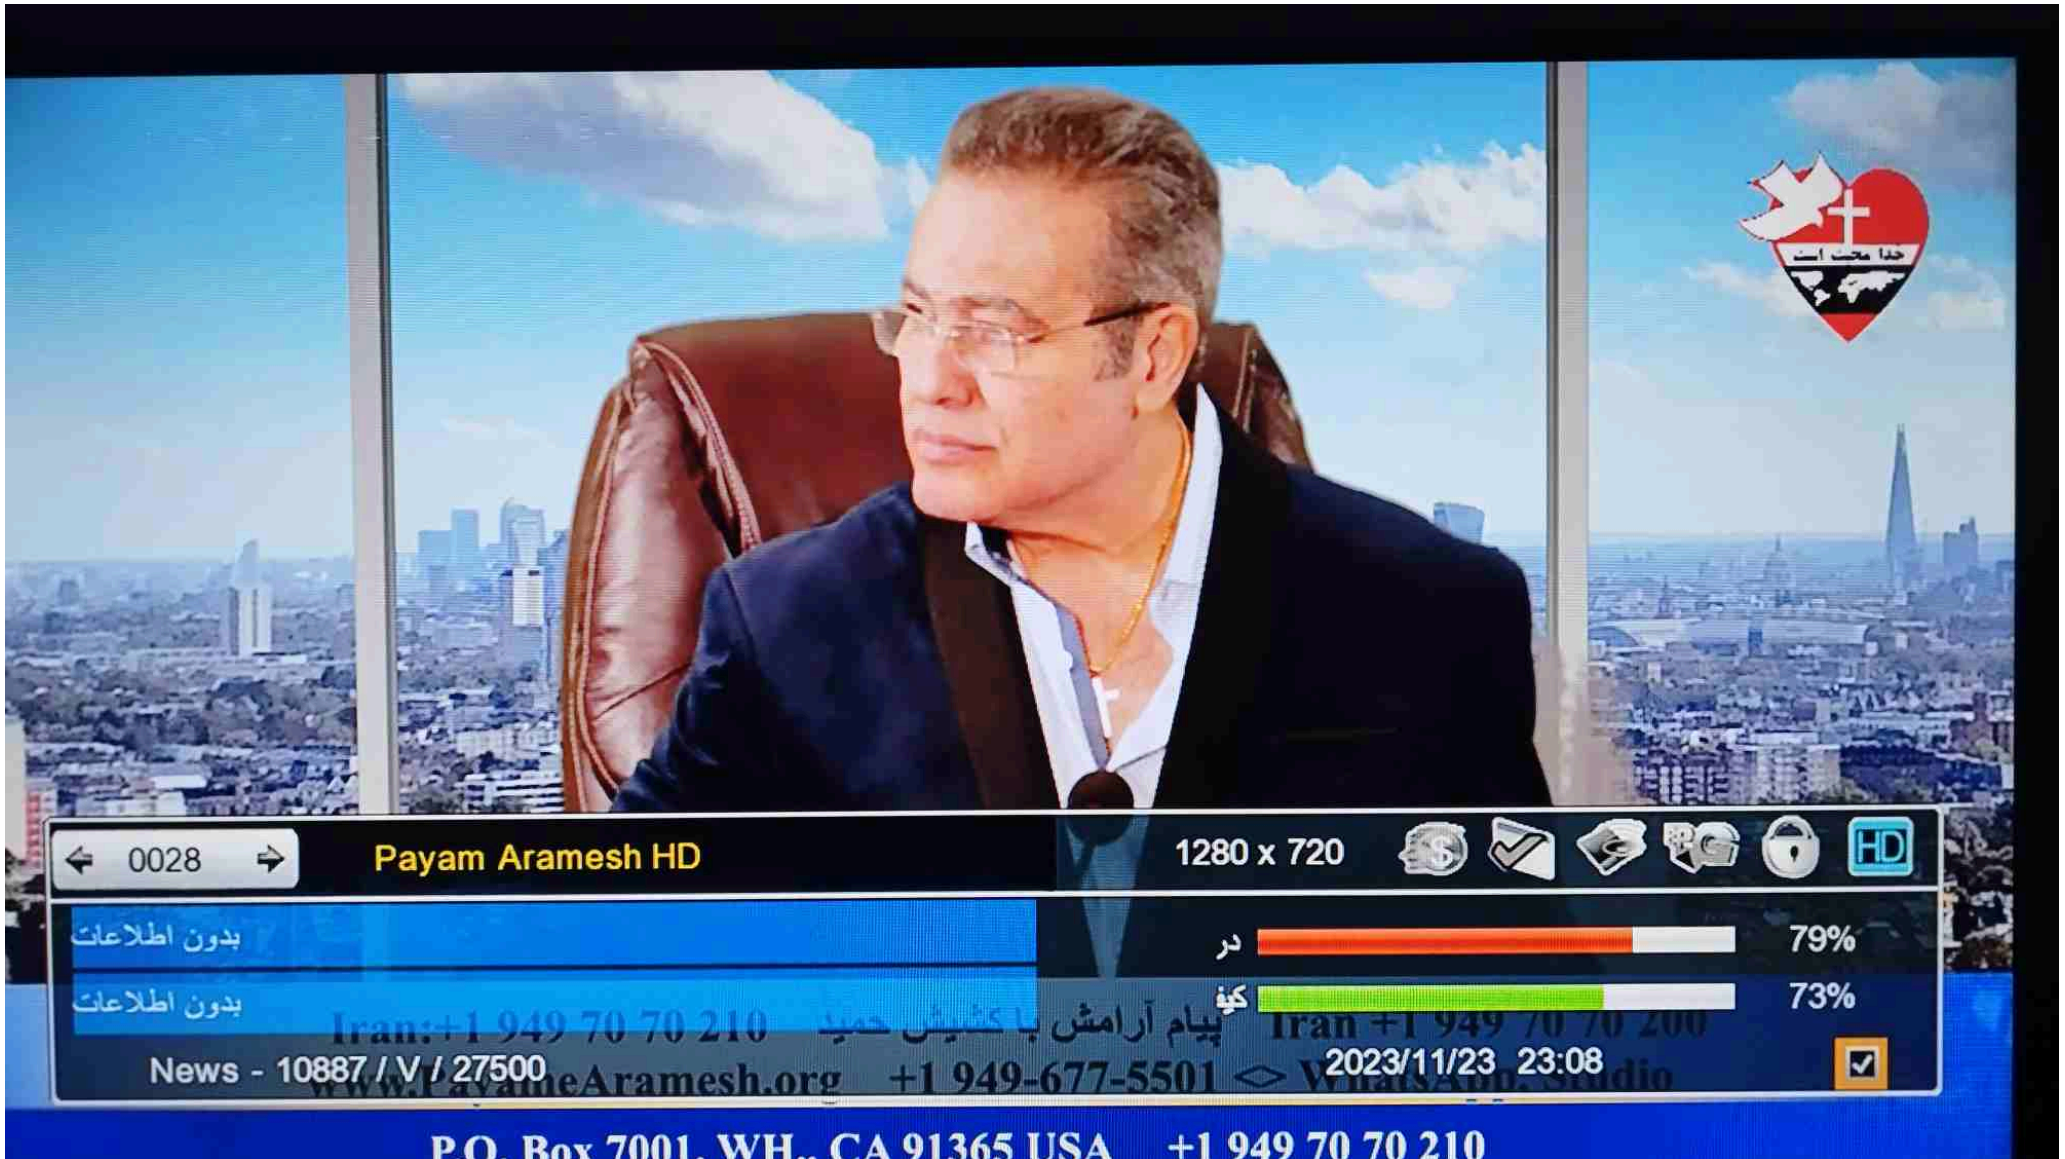 خدا محبت است
0028 Payam Aramesh HD 1280 x 720 HD
بدون اطلاعات در 79%
بدون اطلاعات کیف 73%
Iran:+1 949 70 70 210 پیام آرامش با کشیش حمید Iran +1 949 70 70 200
News - 10887 / V / 27500 2023/11/23 23:08
www.PayameAramesh.org +1 949-677-5501 <> WhatsApp, Studio
P.O. Box 7001, WH., CA 91365 USA +1 949 70 70 210